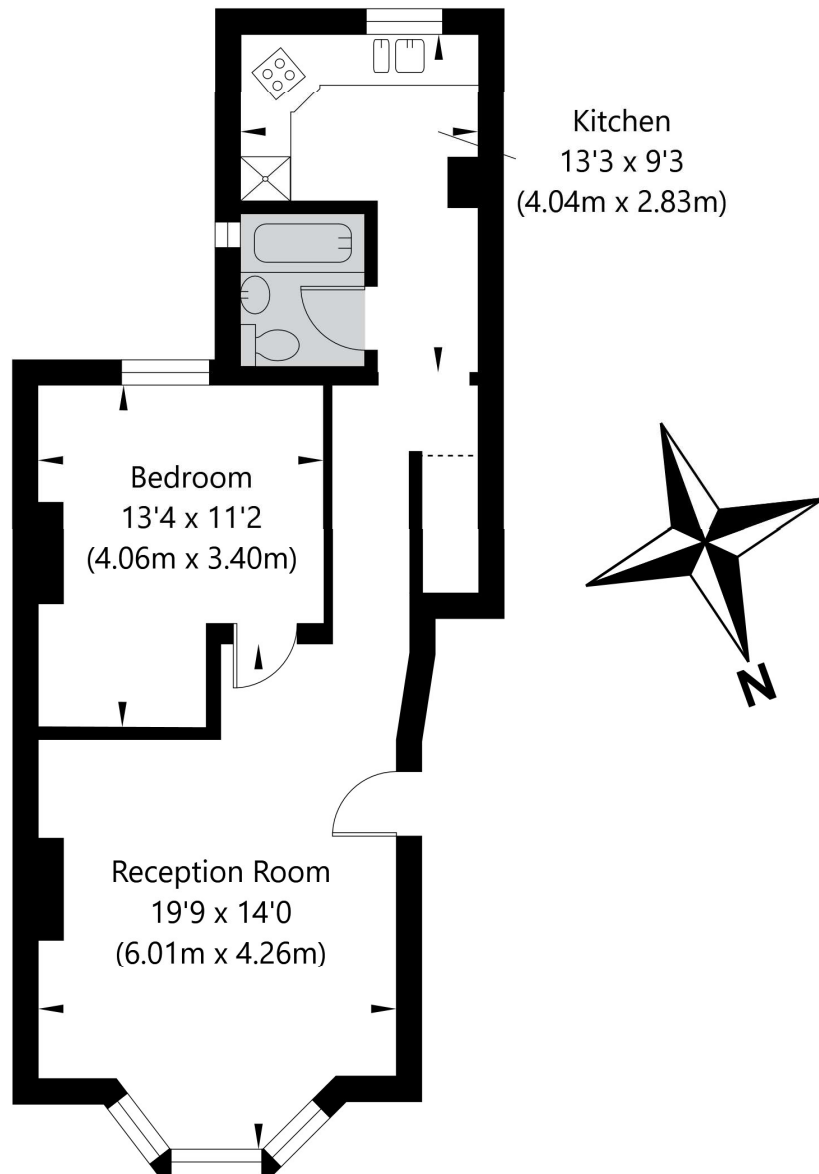 Kitchen
13'3 x 9'3
(4.04m x 2.83m)
Bedroom
13'4 x 11'2
(4.06m x 3.40m)
N
Reception Room
19'9 x 14'0
(6.01m x 4.26m)